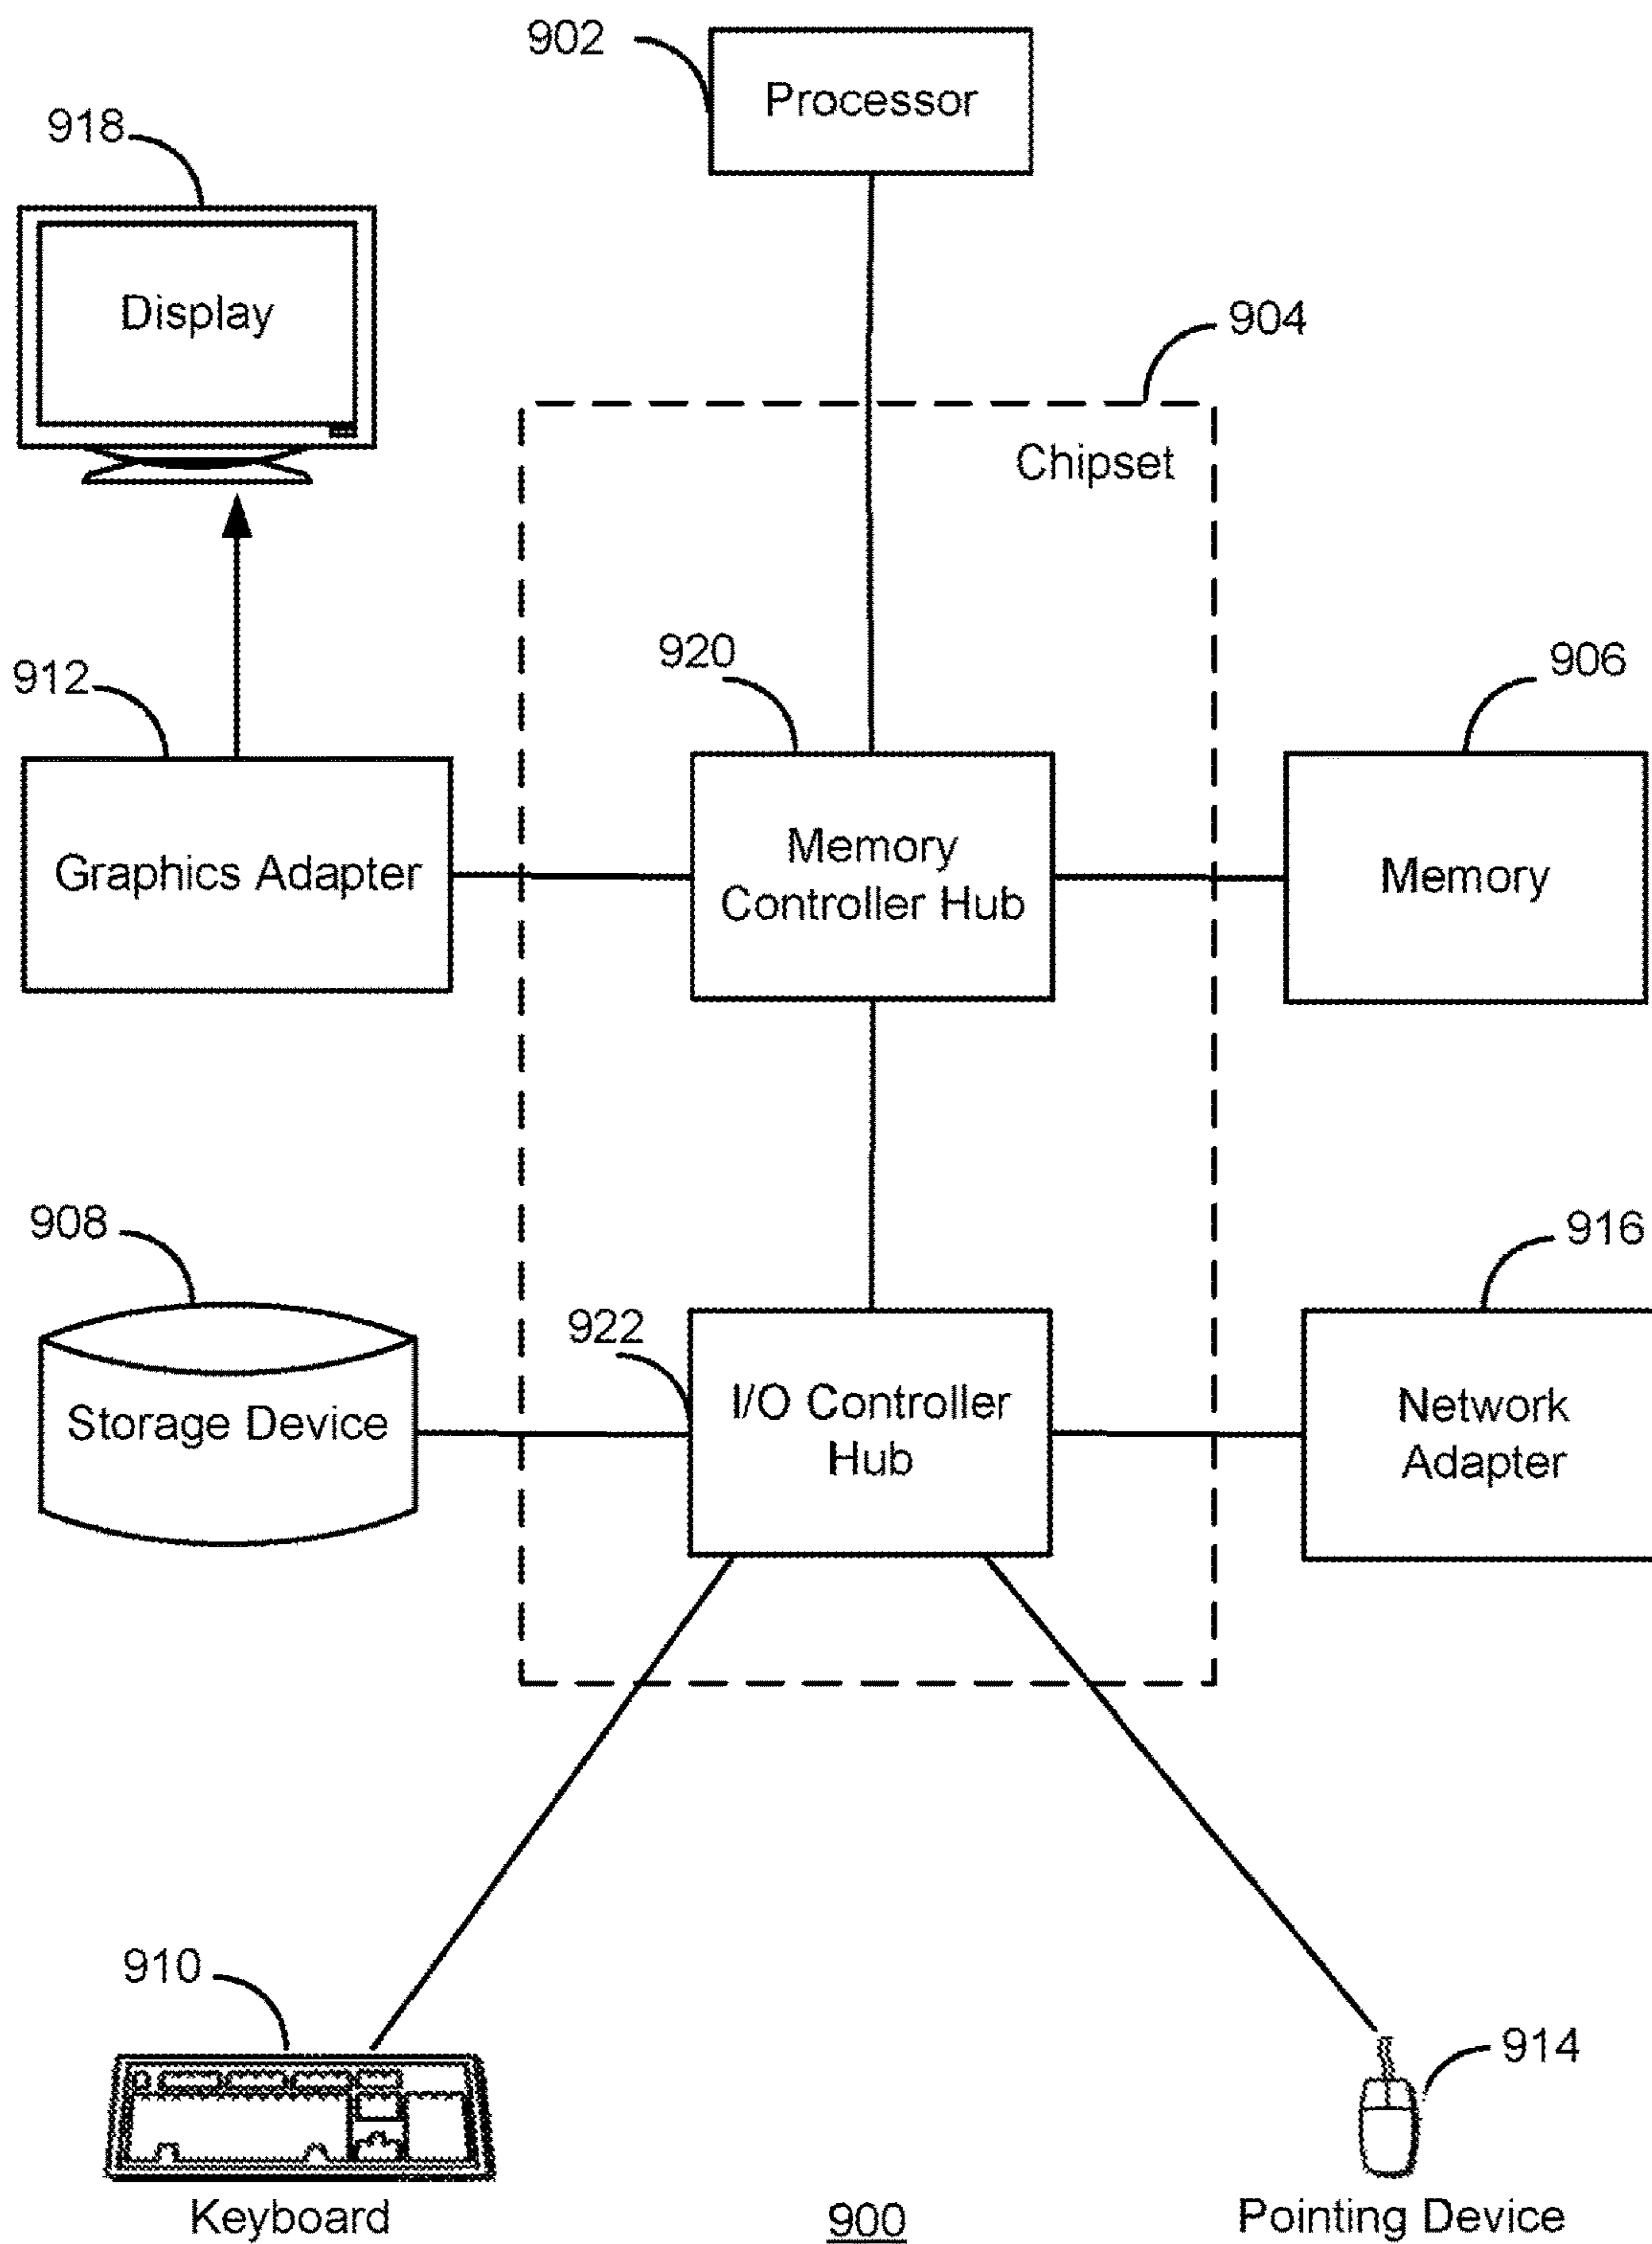 902
Processor
918
Display
904
Chipset
920
906
912
Memory
Controller Hub
Graphics Adapter
Memory
908
916
922
I/O Controller
Hub
Storage Device
Network
Adapter
910
914
Keyboard
900
Pointing Device